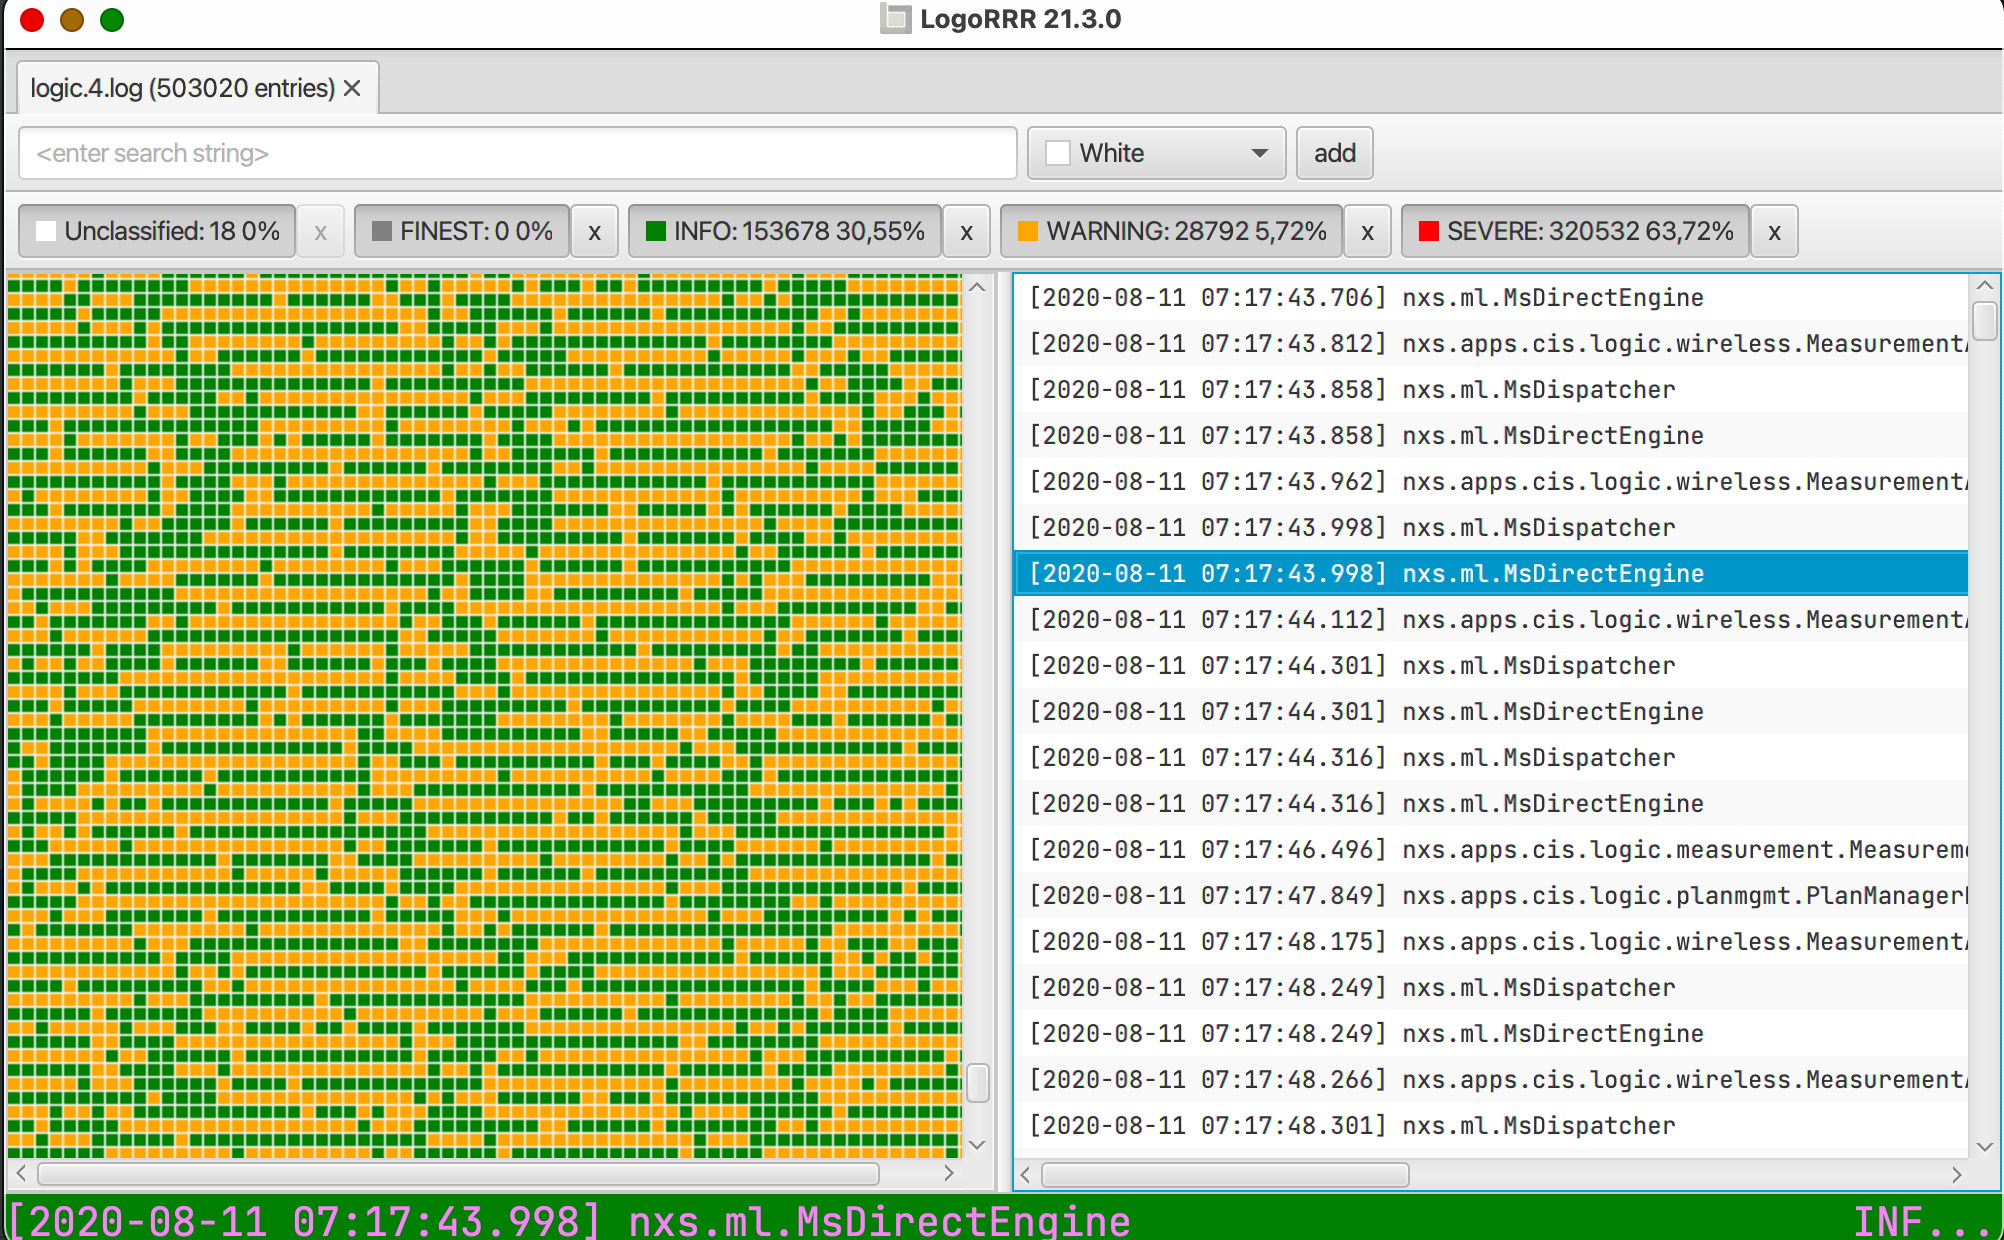 LogoRRR 21.3.0
logic.4.log (503020 entries)
<enter search string> White add
Unclassified: 18 0% x FINEST: 0 0% x INFO: 153678 30,55% x WARNING: 28792 5,72% x SEVERE: 320532 63,72% x
[2020-08-11 07:17:43.706] nxs.ml.MsDirectEngine
[2020-08-11 07:17:43.812] nxs.apps.cis.logic.wireless.Measurement
[2020-08-11 07:17:43.858] nxs.ml.MsDispatcher
[2020-08-11 07:17:43.858] nxs.ml.MsDirectEngine
[2020-08-11 07:17:43.962] nxs.apps.cis.logic.wireless.Measurement
[2020-08-11 07:17:43.998] nxs.ml.MsDispatcher
[2020-08-11 07:17:43.998] nxs.ml.MsDirectEngine
[2020-08-11 07:17:44.112] nxs.apps.cis.logic.wireless.Measurement
[2020-08-11 07:17:44.301] nxs.ml.MsDispatcher
[2020-08-11 07:17:44.301] nxs.ml.MsDirectEngine
[2020-08-11 07:17:44.316] nxs.ml.MsDispatcher
[2020-08-11 07:17:44.316] nxs.ml.MsDirectEngine
[2020-08-11 07:17:46.496] nxs.apps.cis.logic.measurement.Measurem
[2020-08-11 07:17:47.849] nxs.apps.cis.logic.planmgmt.PlanManager
[2020-08-11 07:17:48.175] nxs.apps.cis.logic.wireless.Measurement
[2020-08-11 07:17:48.249] nxs.ml.MsDispatcher
[2020-08-11 07:17:48.249] nxs.ml.MsDirectEngine
[2020-08-11 07:17:48.266] nxs.apps.cis.logic.wireless.Measurement
[2020-08-11 07:17:48.301] nxs.ml.MsDispatcher
[2020-08-11 07:17:43.998] nxs.ml.MsDirectEngine INF...